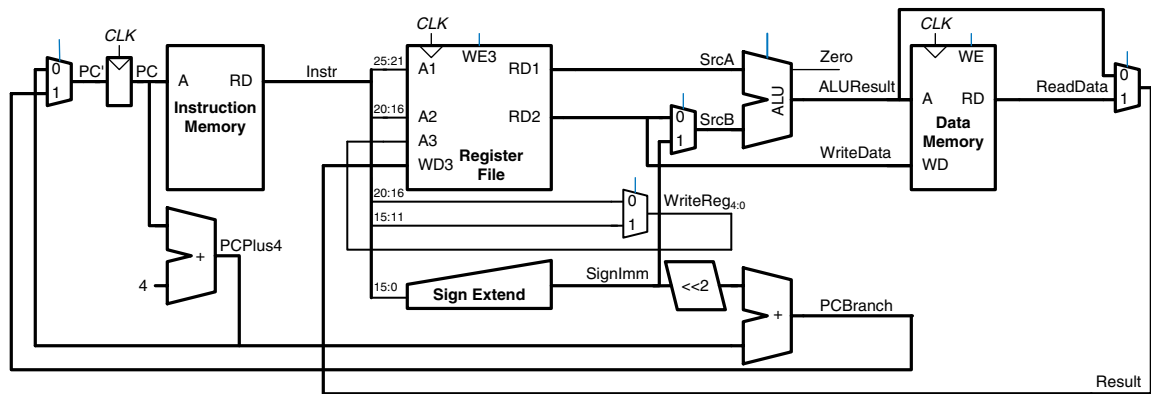 CLK
CLK
CLK
0
1
PC'
PC
A
RD
Instruction
Memory
Instr
25:21
20:16
A1
A2
A3
WD3
WE3
RD1
RD2
Register
File
20:16
15:11
0
1
WriteReg4:0
SrcA
0
1
SrcB
ALU
Zero
ALUResult
WriteData
WE
A
RD
Data
Memory
WD
ReadData
0
1
+
PCPlus4
4
15:0
Sign Extend
SignImm
<<2
+
PCBranch
Result